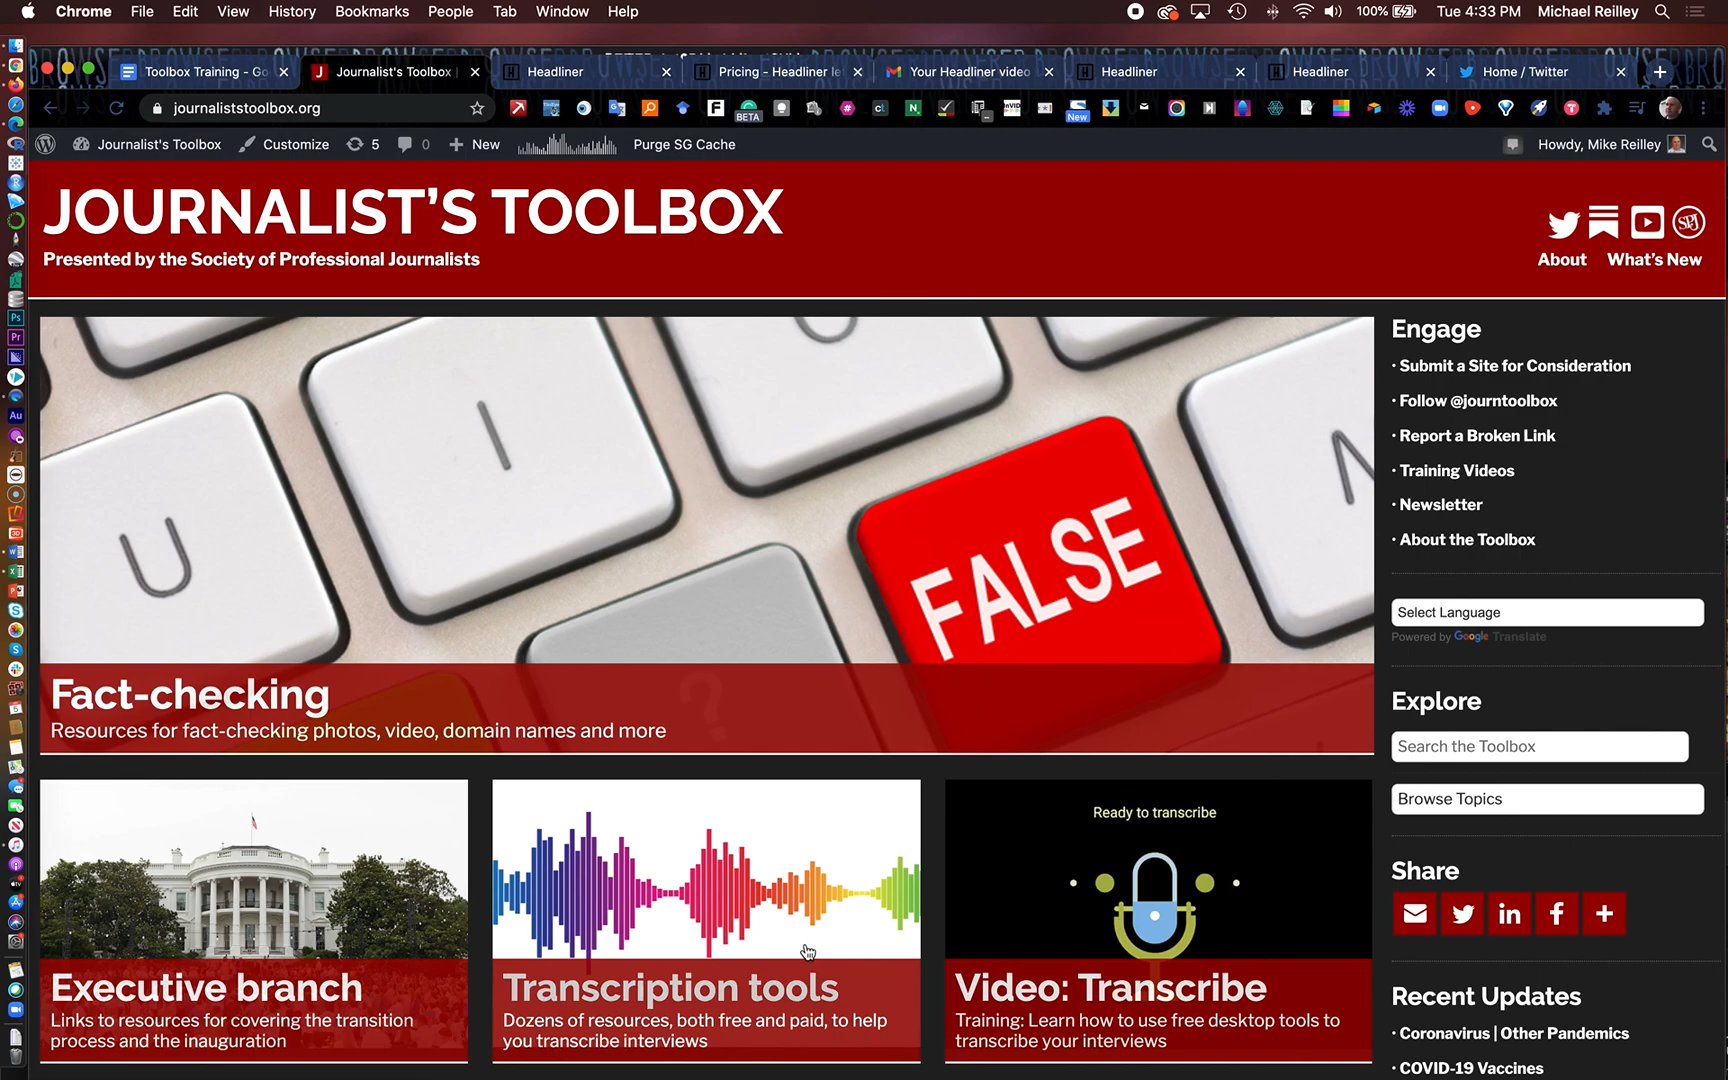 Chrome File Edit View History Bookmarks People Tab Window Help 100% Tue 4:33 PM Michael Reilley
Toolbox Training - Go Journalist's Toolbox | Headliner Pricing - Headliner Your Headliner video Headliner Headliner Home / Twitter
journaliststoolbox.org
BETA
New
Journal​ist's Toolbox Customize 5 0 New Purge SG Cache Howdy, Mike Reilley
JOURNALIST'S TOOLBOX
Presented by the Society of Professional Journalists
SPJ
About What's New
U I FALSE
Fact-checking
Resources for fact-checking photos, video, domain names and more
Engage
· Submit a Site for Consideration
· Follow @journtoolbox
· Report a Broken Link
· Training Videos
· Newsletter
· About the Toolbox
Select Language
Powered by Google Translate
Explore
Search the Toolbox
Browse Topics
Share
Recent Updates
· Coronavirus | Other Pandemics
· COVID-19 Vaccines
Executive branch
Links to resources for covering the transition
process and the inauguration
Transcription tools
Dozens of resources, both free and paid, to help
you transcribe interviews
Ready to transcribe
Video: Transcribe
Training: Learn how to use free desktop tools to
transcribe your interviews